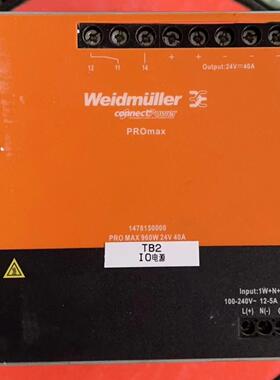 + + - - -
12 11 14 Output:24V⎓40A
Weidmüller
connectPower
PROmax
1478150000
PRO MAX 960W 24V 40A
TB2
IO电源
Input:1W+N+
100-240V~ 12-5A
L(+) N(-)